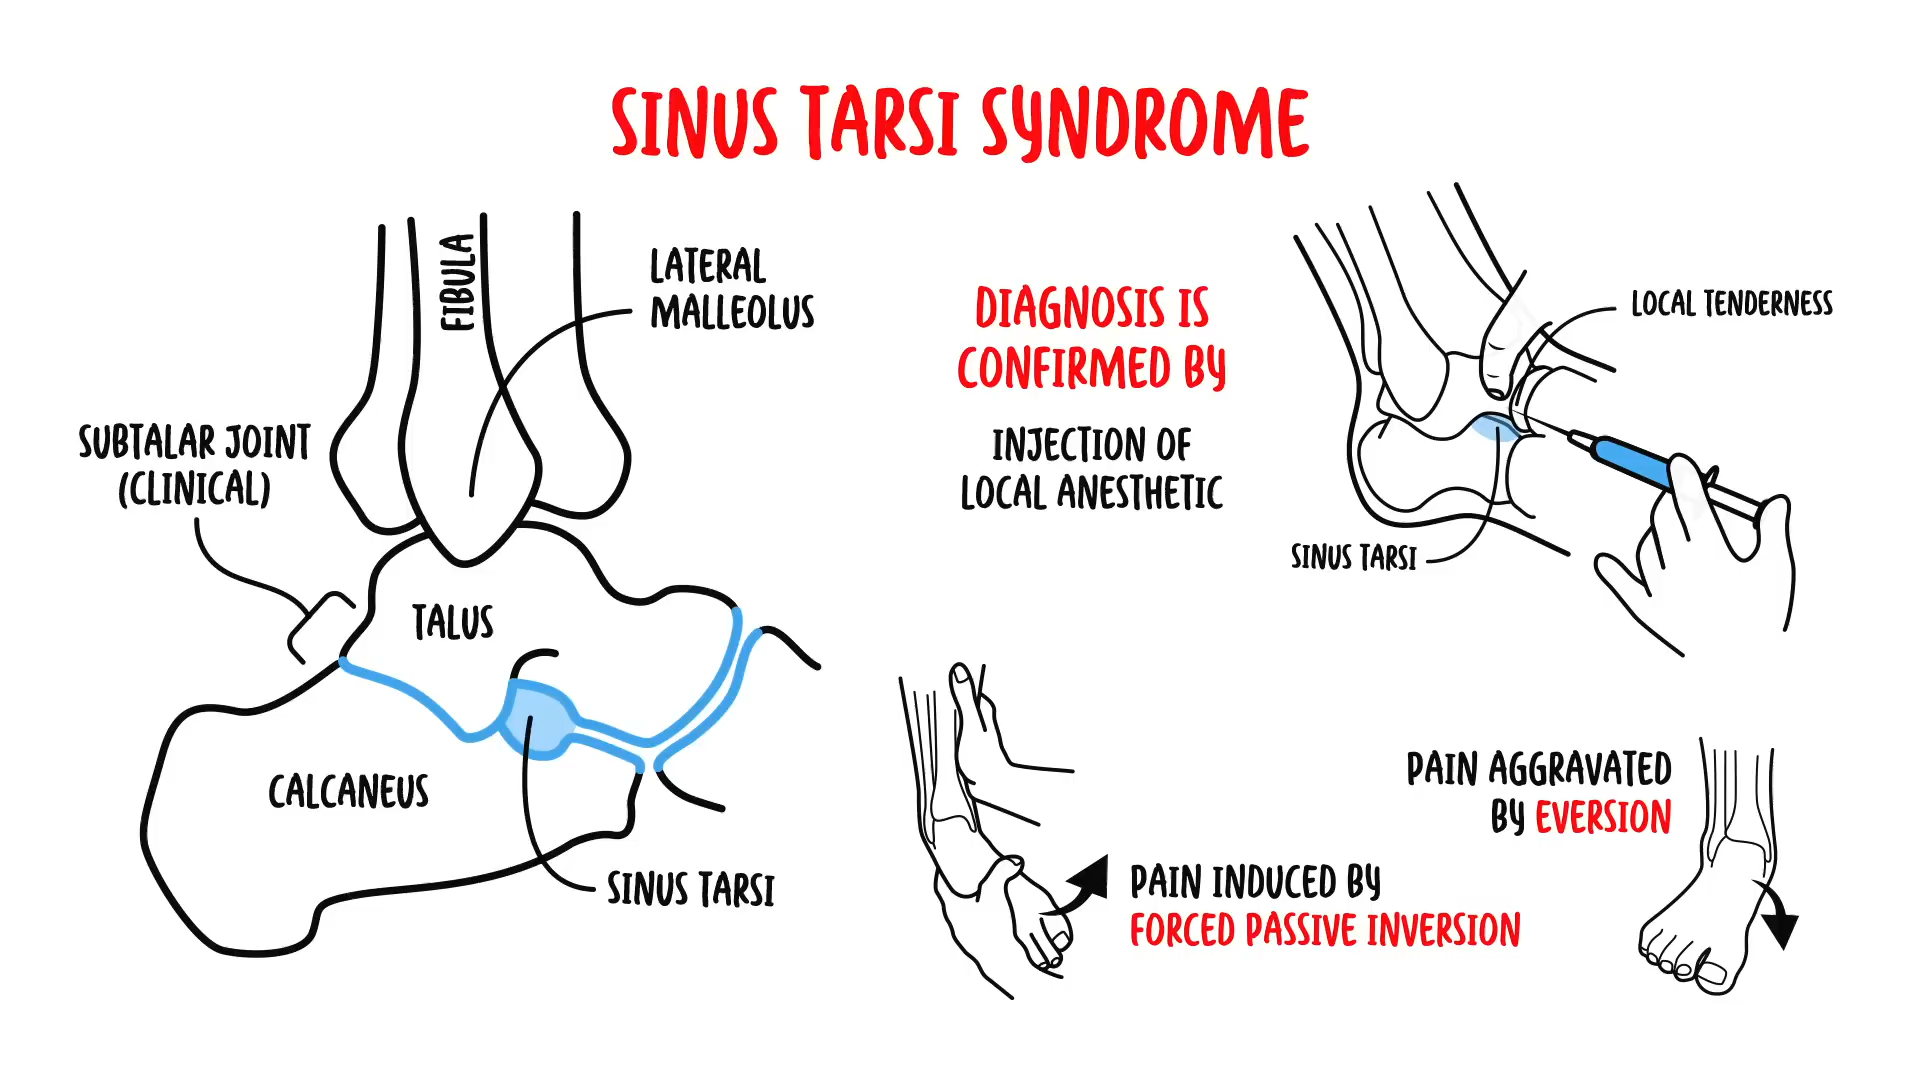 SINUS TARSI SYNDROME
FIBULA
LATERAL
MALLEOLUS
SUBTALAR JOINT
(CLINICAL)
TALUS
CALCANEUS
SINUS TARSI
DIAGNOSIS IS
CONFIRMED BY
INJECTION OF
LOCAL ANESTHETIC
LOCAL TENDERNESS
SINUS TARSI
PAIN INDUCED BY
FORCED PASSIVE INVERSION
PAIN AGGRAVATED
BY EVERSION